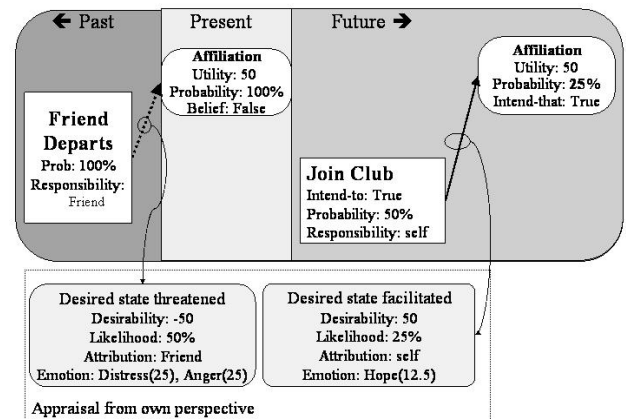 ← Past
Present
Future →
Affiliation
Utility: 50
Probability: 100%
Belief: False
Affiliation
Utility: 50
Probability: 25%
Intend-that: True
Friend
Departs
Prob: 100%
Responsibility:
Friend
Join Club
Intend-to: True
Probability: 50%
Responsibility: self
Desired state threatened
Desirability: -50
Likelihood: 50%
Attribution: Friend
Emotion: Distress(25), Anger(25)
Desired state facilitated
Desirability: 50
Likelihood: 25%
Attribution: self
Emotion: Hope(12.5)
Appraisal from own perspective